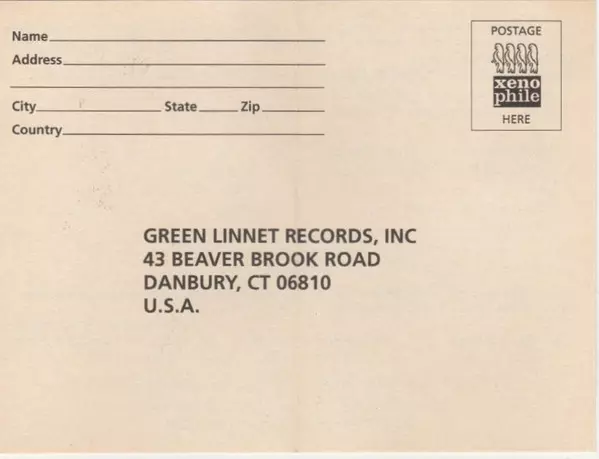 Name
Address
City State Zip
Country
POSTAGE
xeno
phile
HERE
GREEN LINNET RECORDS, INC
43 BEAVER BROOK ROAD
DANBURY, CT 06810
U.S.A.